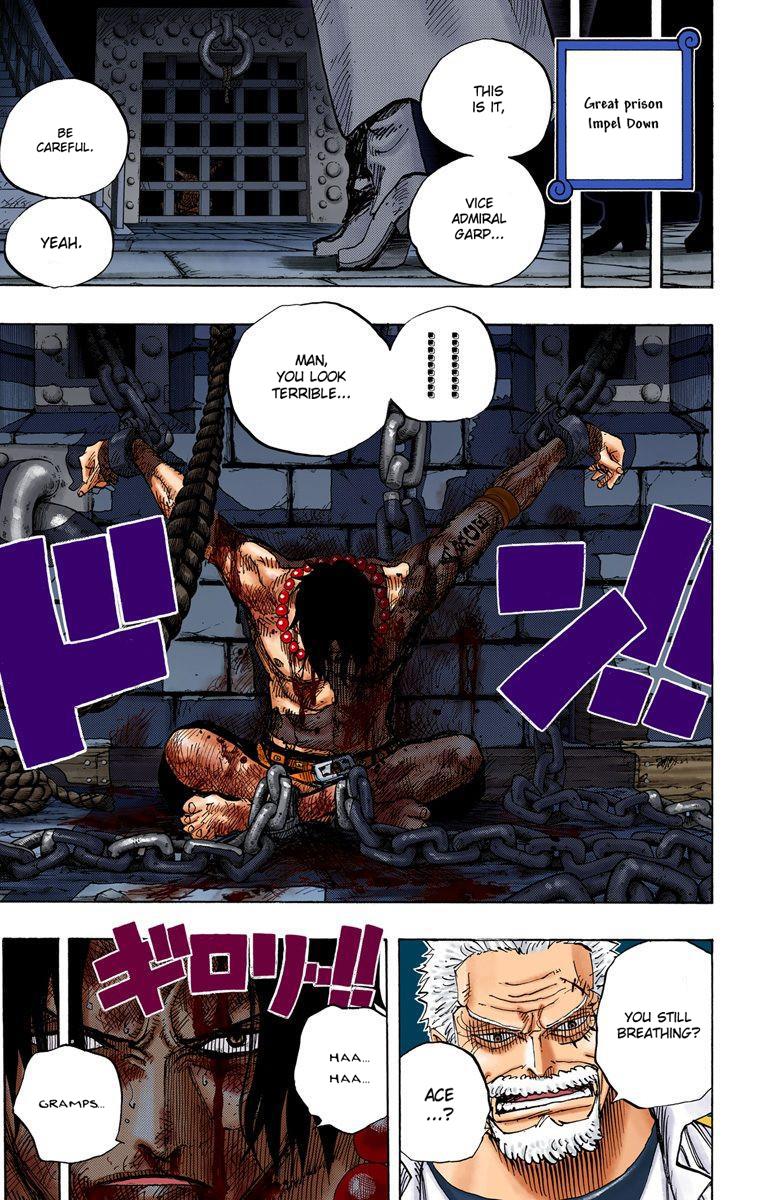 Great prison
Impel Down
THIS
IS IT,
VICE
ADMIRAL
GARP...
BE
CAREFUL.
YEAH.
!!
MAN,
YOU LOOK
TERRIBLE...
ドン!!
YOU STILL
BREATHING?
ACE
...?
ギロリッ!!
HAA...
HAA...
GRAMPS...